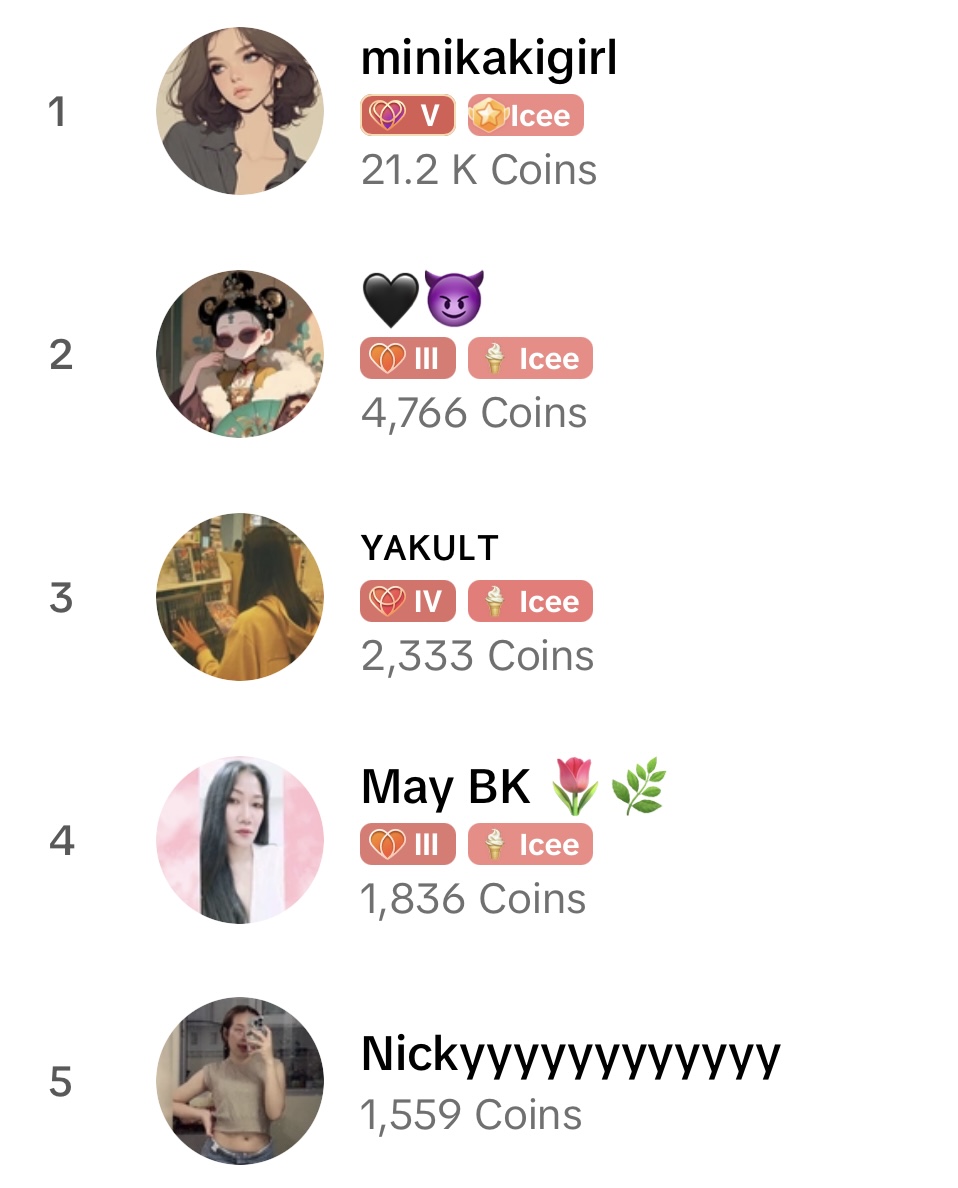 1
minikakigirl
V Icee
21.2 K Coins
2
🖤😈
III Icee
4,766 Coins
3
YAKULT
IV Icee
2,333 Coins
4
May BK 🌷🌿
III Icee
1,836 Coins
5
Nickyyyyyyyyyyyyy
1,559 Coins